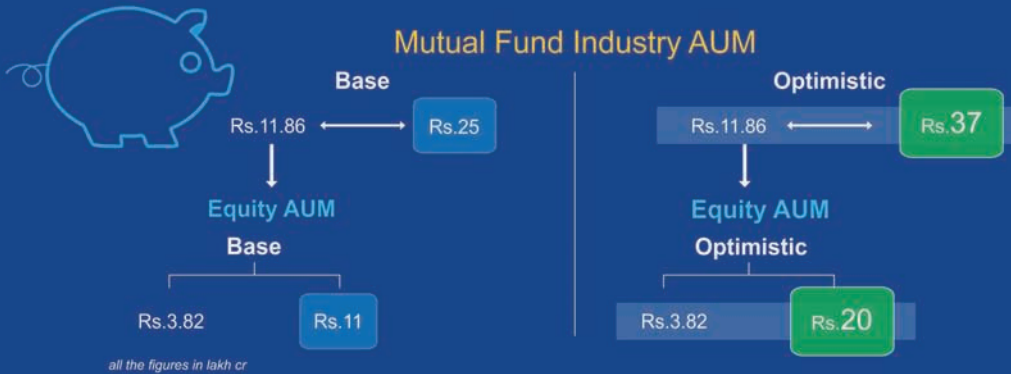 Mutual Fund Industry AUM
Base
Rs.11.86
Rs.25
Equity AUM
Base
Rs.3.82
Rs.11
all the figures in lakh cr
Optimistic
Rs.11.86
Rs.37
Equity AUM
Optimistic
Rs.3.82
Rs.20